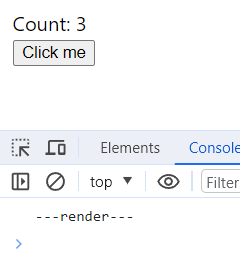 Count: 3
Click me
Elements
Console
top
Filter
---render---